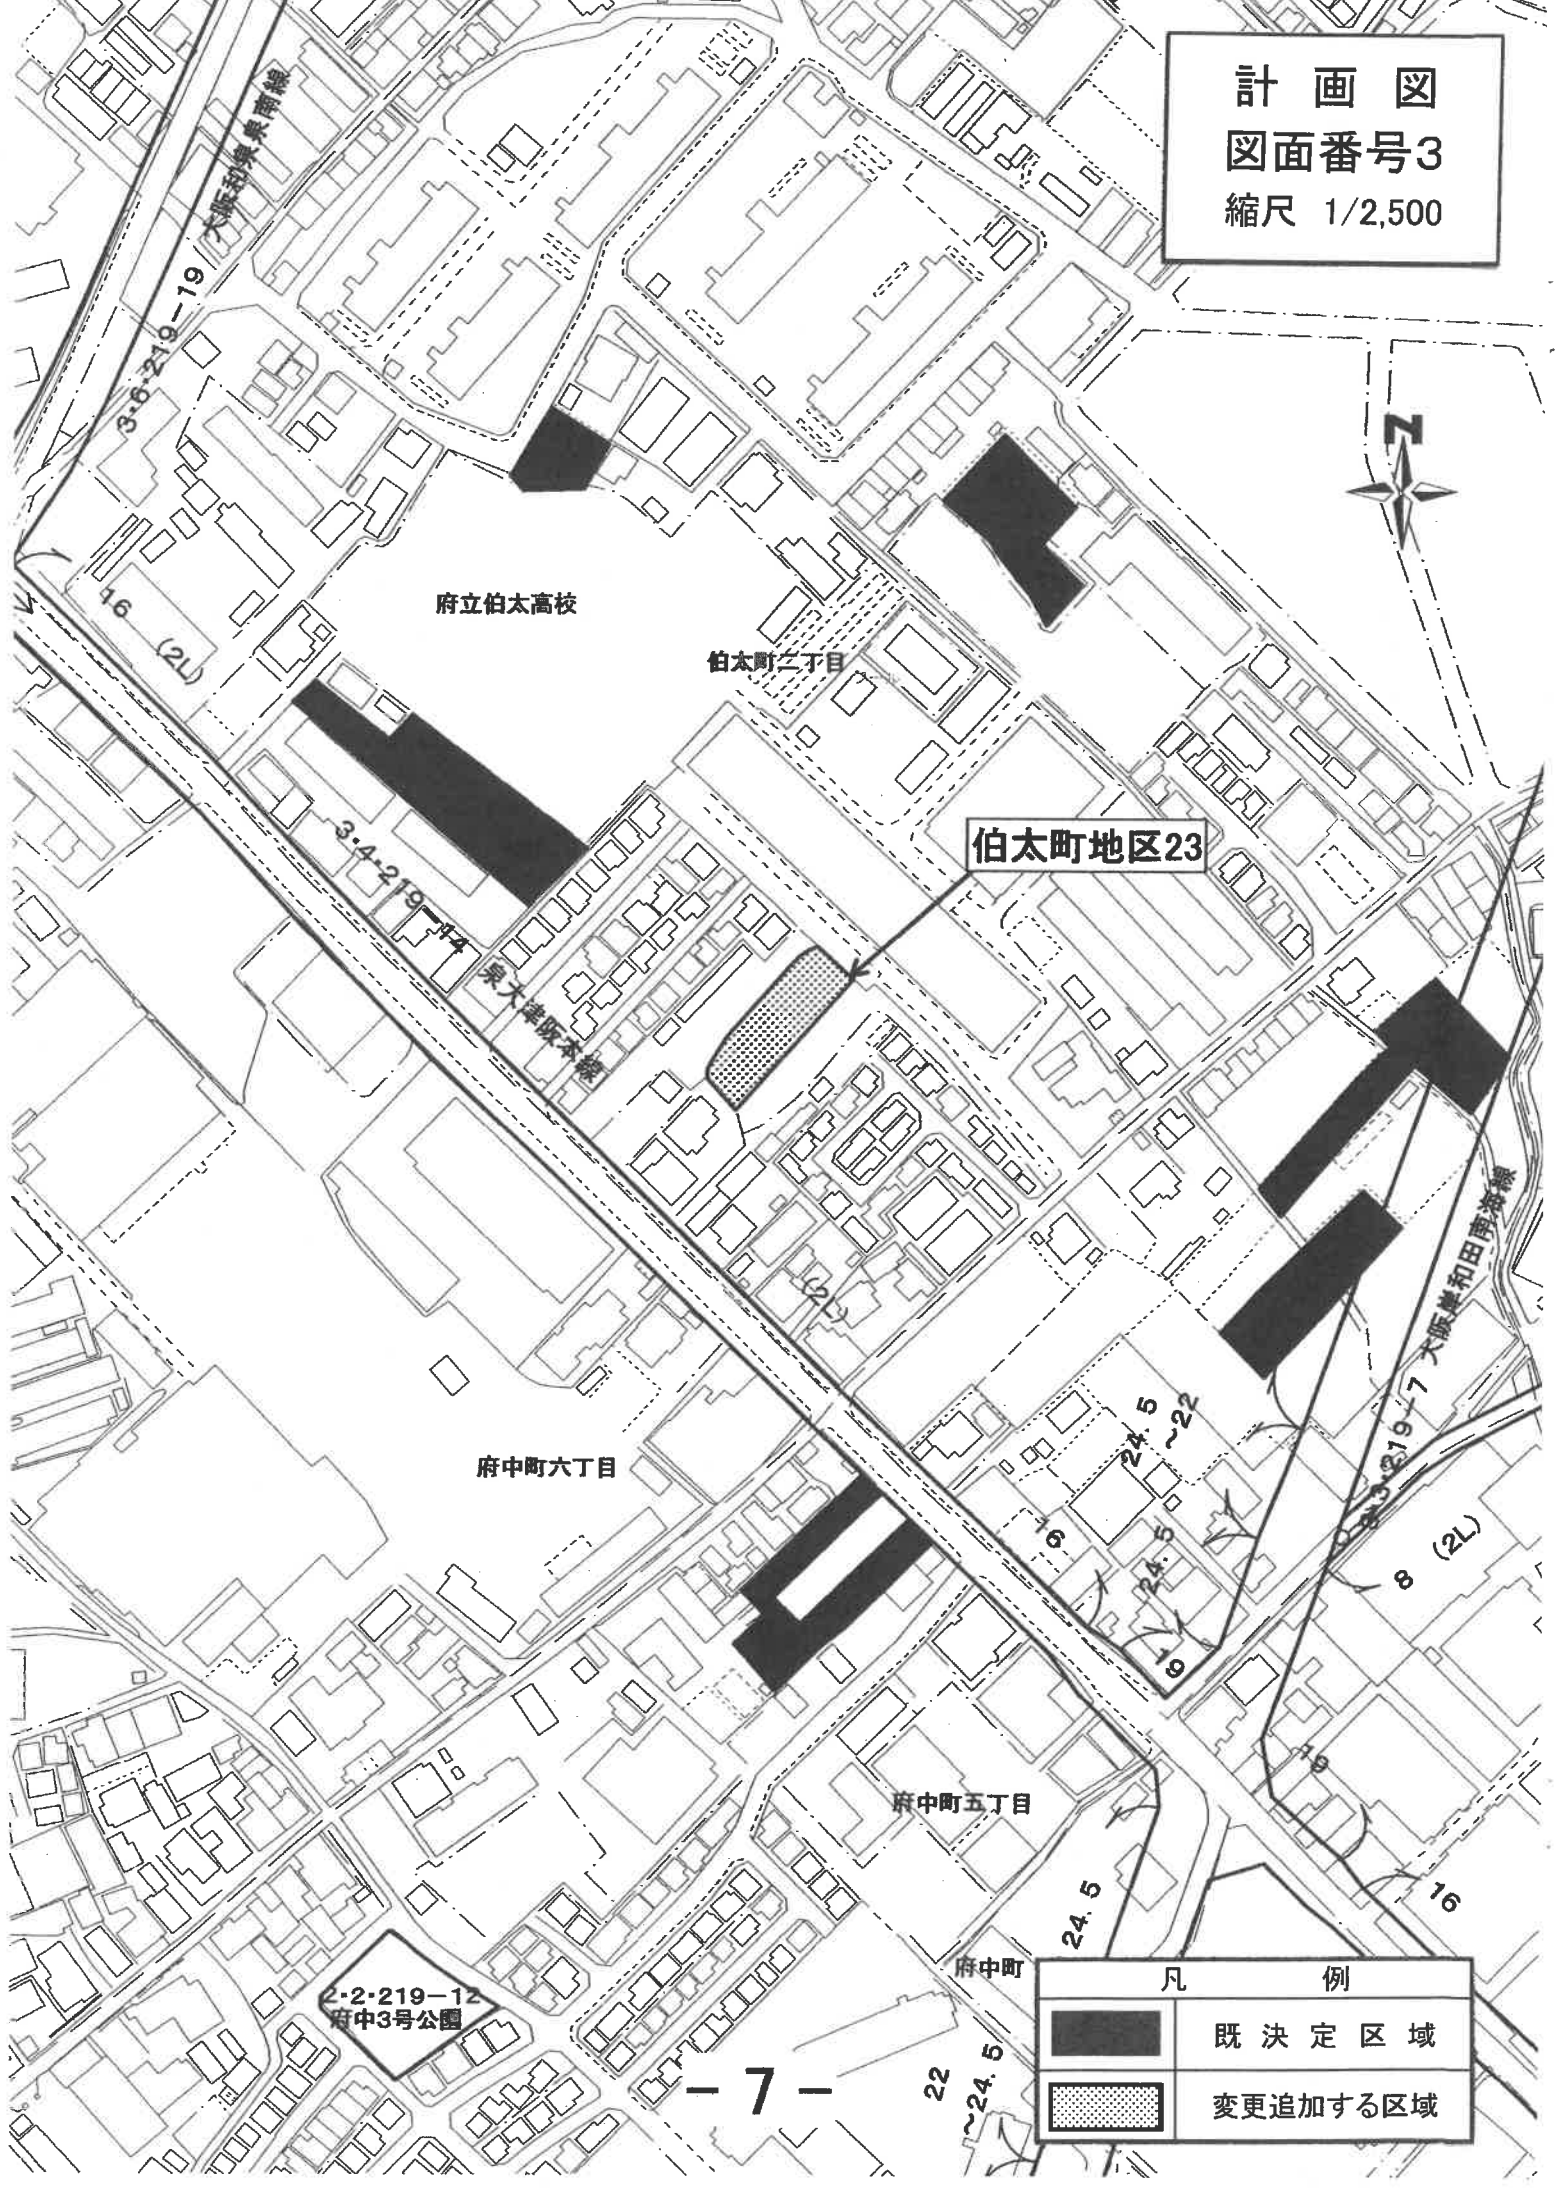 計画図
図面番号3
縮尺 1/2,500
大阪和泉泉南線
3・6・219－19
N
16
(2L)
府立伯太高校
伯太町二丁目
プール
伯太町地区23
3・4・219－14
泉大津阪本線
(2L)
大阪岸和田南海線
3・3・219－7
24.5
～22
府中町六丁目
16
24.5
8 (2L)
19
19
府中町五丁目
16
24.5
府中町
2・2・219－12
府中3号公園
22
～24.5
凡例
既決定区域
変更追加する区域
－7－